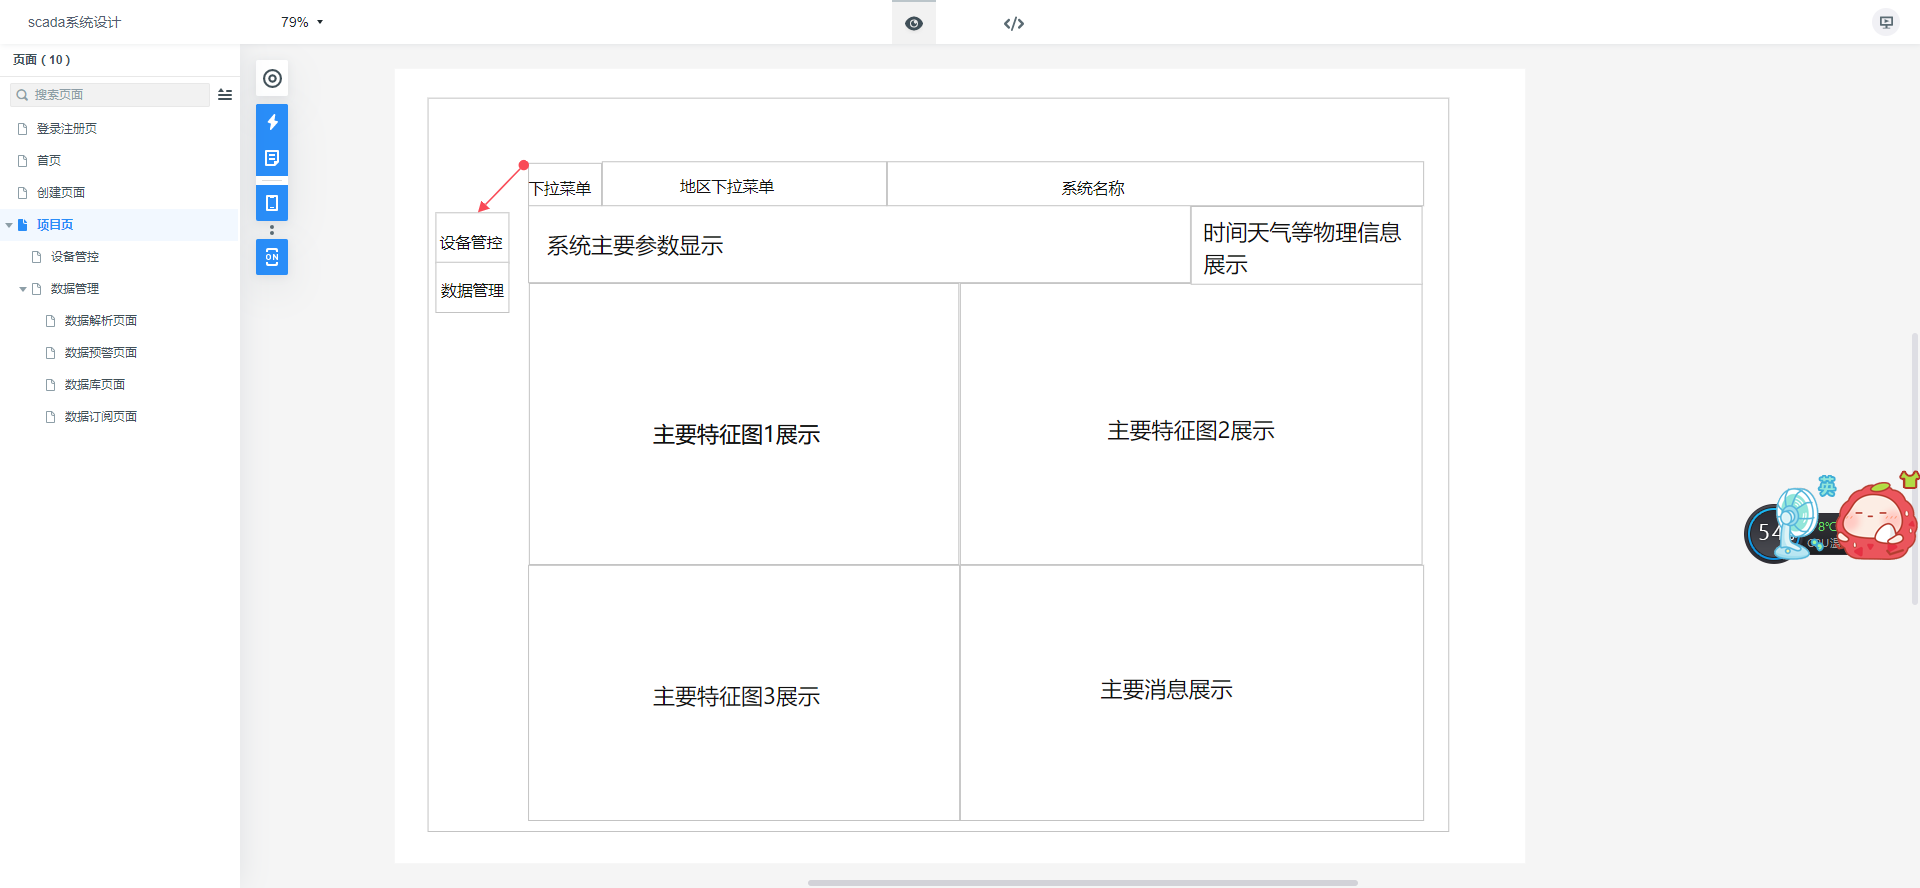 scada系统设计
79%
页面（10）
搜索页面
登录注册页
首页
创建页面
项目页
设备管控
数据管理
数据解析页面
数据预警页面
数据库页面
数据订阅页面
ON
下拉菜单
地区下拉菜单
系统名称
设备管控
数据管理
系统主要参数显示
时间天气等物理信息
展示
主要特征图1展示
主要特征图2展示
主要特征图3展示
主要消息展示
英